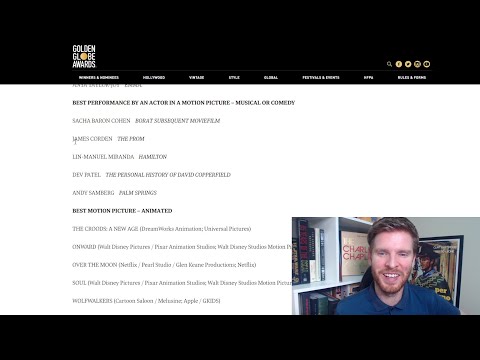 GOLDEN
GLOBE
AWARDS
WINNERS & NOMINEES HOLLYWOOD VINTAGE STYLE GLOBAL FESTIVALS & EVENTS HFPA RULES & FORMS
BEST PERFORMANCE BY AN ACTOR IN A MOTION PICTURE – MUSICAL OR COMEDY
SACHA BARON COHEN BORAT SUBSEQUENT MOVIEFILM
JAMES CORDEN THE PROM
LIN-MANUEL MIRANDA HAMILTON
DEV PATEL THE PERSONAL HISTORY OF DAVID COPPERFIELD
ANDY SAMBERG PALM SPRINGS
BEST MOTION PICTURE – ANIMATED
THE CROODS: A NEW AGE (DreamWorks Animation; Universal Pictures)
ONWARD (Walt Disney Pictures / Pixar Animation Studios; Walt Disney Studios Motion
OVER THE MOON (Netflix / Pearl Studio / Glen Keane Productions; Netflix)
SOUL (Walt Disney Pictures / Pixar Animation Studios; Walt Disney Studios Motion
WOLFWALKERS (Cartoon Saloon / Melusine; Apple / GKIDS)